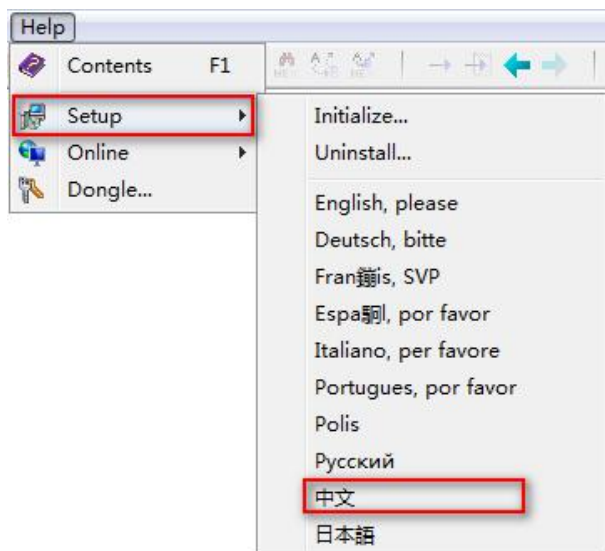 Help
Contents F1
Setup
Online
Dongle...
Initialize...
Uninstall...
English, please
Deutsch, bitte
Fran鏰is, SVP
Espa駉l, por favor
Italiano, per favore
Portugues, por favor
Polis
Русский
中文
日本語